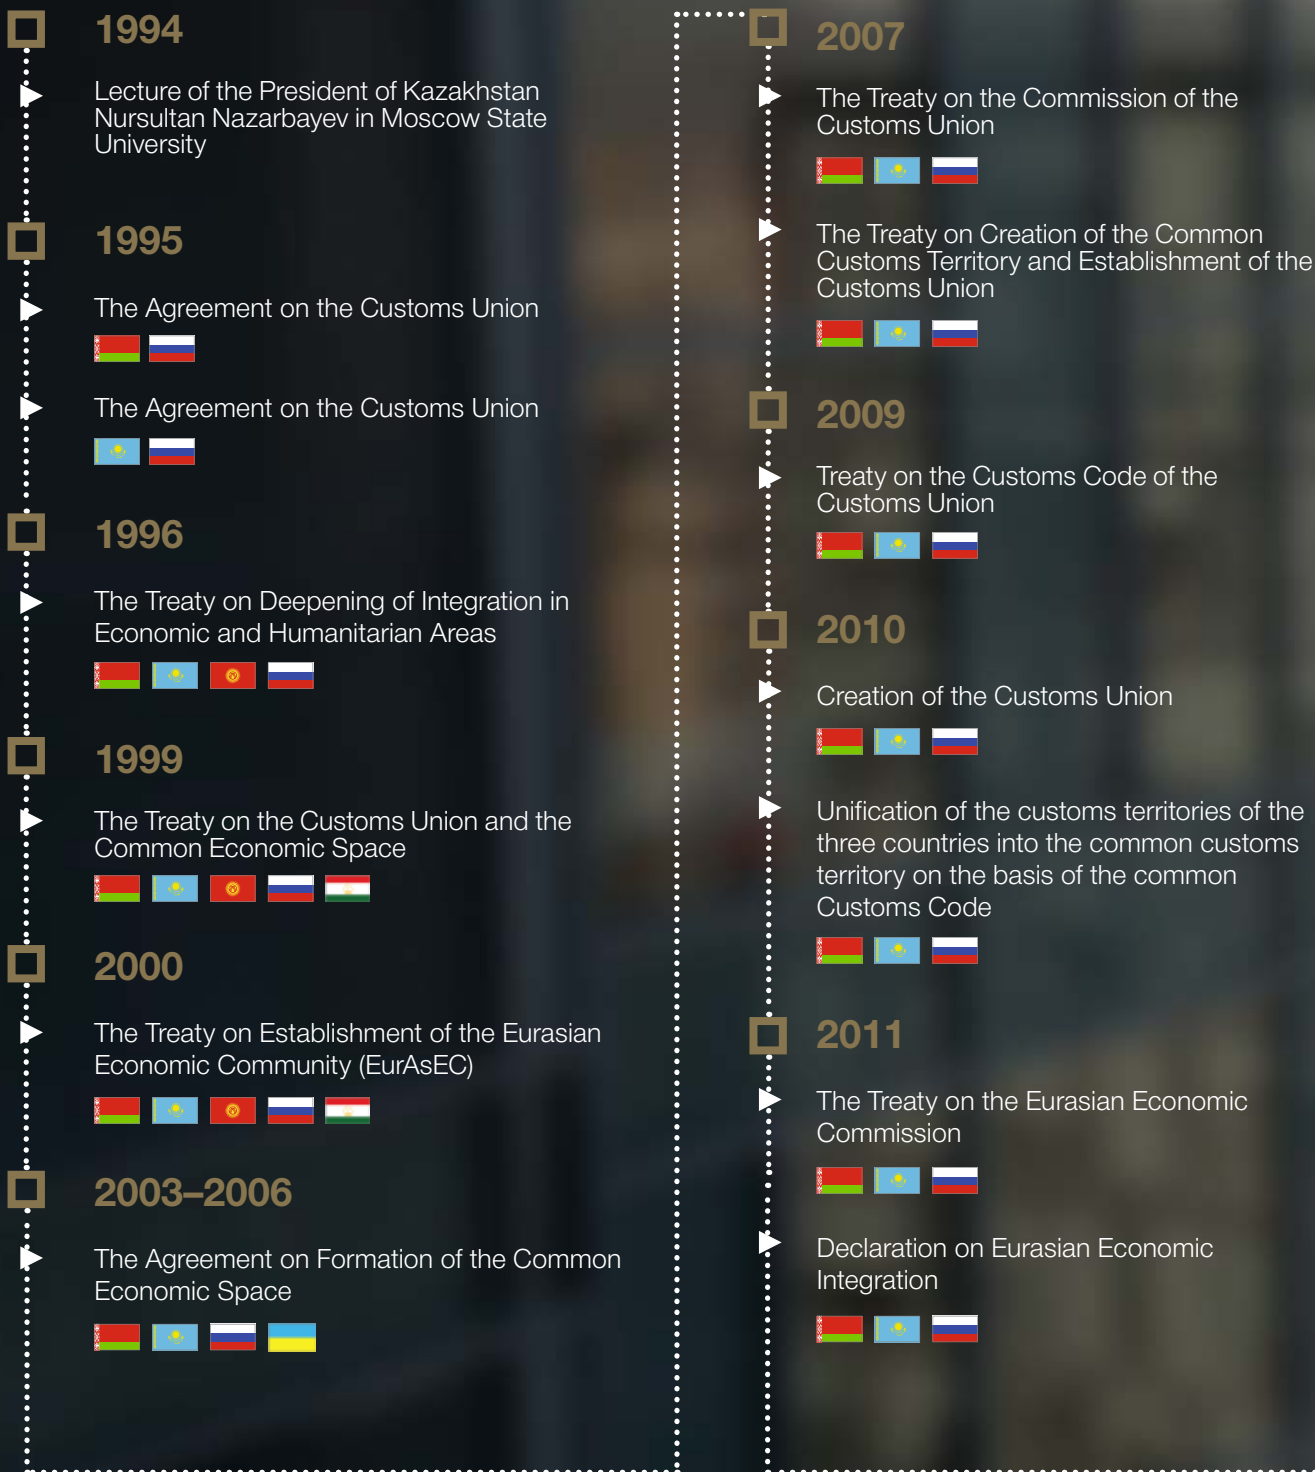 1994
Lecture of the President of Kazakhstan
Nursultan Nazarbayev in Moscow State
University
1995
The Agreement on the Customs Union
The Agreement on the Customs Union
1996
The Treaty on Deepening of Integration in
Economic and Humanitarian Areas
1999
The Treaty on the Customs Union and the
Common Economic Space
2000
The Treaty on Establishment of the Eurasian
Economic Community (EurAsEC)
2003–2006
The Agreement on Formation of the Common
Economic Space
2007
The Treaty on the Commission of the
Customs Union
The Treaty on Creation of the Common
Customs Territory and Establishment of the
Customs Union
2009
Treaty on the Customs Code of the
Customs Union
2010
Creation of the Customs Union
Unification of the customs territories of the
three countries into the common customs
territory on the basis of the common
Customs Code
2011
The Treaty on the Eurasian Economic
Commission
Declaration on Eurasian Economic
Integration